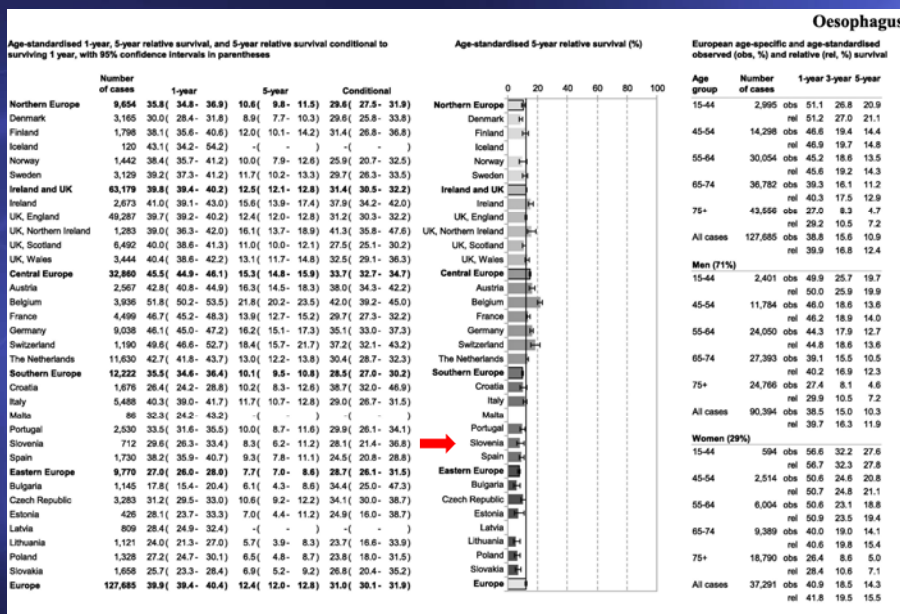 Oesophagus
Age-standardised 1-year, 5-year relative survival, and 5-year relative survival conditional to
surviving 1 year, with 95% confidence intervals in parentheses
Number
of cases 1-year 5-year Conditional
Northern Europe 9,654 35.8( 34.8 - 36.9) 10.6( 9.8 - 11.5) 29.6( 27.5 - 31.9)
Denmark 3,165 30.0( 28.4 - 31.8) 8.9( 7.7 - 10.3) 29.6( 25.8 - 33.8)
Finland 1,798 38.1( 35.6 - 40.6) 12.0( 10.1 - 14.2) 31.4( 26.8 - 36.8)
Iceland 120 43.1( 34.2 - 54.2) -( ) -( )
Norway 1,442 38.4( 35.7 - 41.2) 10.0( 7.9 - 12.6) 25.9( 20.7 - 32.5)
Sweden 3,129 39.2( 37.3 - 41.2) 11.7( 10.2 - 13.3) 29.7( 26.3 - 33.5)
Ireland and UK 63,179 39.8( 39.4 - 40.2) 12.5( 12.1 - 12.8) 31.4( 30.5 - 32.2)
Ireland 2,673 41.0( 39.1 - 43.0) 15.6( 13.9 - 17.4) 37.9( 34.2 - 42.0)
UK, England 49,287 39.7( 39.2 - 40.2) 12.4( 12.0 - 12.8) 31.2( 30.3 - 32.2)
UK, Northern Ireland 1,283 39.0( 36.3 - 42.0) 16.1( 13.7 - 18.9) 41.3( 35.8 - 47.6)
UK, Scotland 6,492 40.0( 38.6 - 41.3) 11.0( 10.0 - 12.1) 27.5( 25.1 - 30.2)
UK, Wales 3,444 40.4( 38.6 - 42.2) 13.1( 11.7 - 14.8) 32.5( 29.1 - 36.3)
Central Europe 32,860 45.5( 44.9 - 46.1) 15.3( 14.8 - 15.9) 33.7( 32.7 - 34.7)
Austria 2,567 42.8( 40.8 - 44.9) 16.3( 14.5 - 18.3) 38.0( 34.3 - 42.2)
Belgium 3,936 51.8( 50.2 - 53.5) 21.8( 20.2 - 23.5) 42.0( 39.2 - 45.0)
France 4,499 46.7( 45.2 - 48.3) 13.9( 12.7 - 15.2) 29.7( 27.3 - 32.2)
Germany 9,038 46.1( 45.0 - 47.2) 16.2( 15.1 - 17.3) 35.1( 33.0 - 37.3)
Switzerland 1,190 49.6( 46.6 - 52.7) 18.4( 15.7 - 21.7) 37.2( 32.1 - 43.2)
The Netherlands 11,630 42.7( 41.8 - 43.7) 13.0( 12.2 - 13.8) 30.4( 28.7 - 32.3)
Southern Europe 12,222 35.5( 34.6 - 36.4) 10.1( 9.5 - 10.8) 28.5( 27.0 - 30.2)
Croatia 1,676 26.4( 24.2 - 28.8) 10.2( 8.3 - 12.6) 38.7( 32.0 - 46.9)
Italy 5,488 40.3( 39.0 - 41.7) 11.7( 10.7 - 12.8) 29.0( 26.7 - 31.5)
Malta 86 32.3( 24.2 - 43.2) -( ) -( )
Portugal 2,530 33.5( 31.6 - 35.5) 10.0( 8.7 - 11.6) 29.9( 26.1 - 34.1)
Slovenia 712 29.6( 26.3 - 33.4) 8.3( 6.2 - 11.2) 28.1( 21.4 - 36.8)
Spain 1,730 38.2( 35.9 - 40.7) 9.3( 7.8 - 11.1) 24.5( 20.8 - 28.8)
Eastern Europe 9,770 27.0( 26.0 - 28.0) 7.7( 7.0 - 8.6) 28.7( 26.1 - 31.5)
Bulgaria 1,145 17.8( 15.4 - 20.4) 6.1( 4.3 - 8.6) 34.4( 25.0 - 47.3)
Czech Republic 3,283 31.2( 29.5 - 33.0) 10.6( 9.2 - 12.2) 34.1( 30.0 - 38.7)
Estonia 426 28.1( 23.7 - 33.3) 7.0( 4.4 - 11.2) 24.9( 16.0 - 38.7)
Latvia 809 28.4( 24.9 - 32.4) -( ) -( )
Lithuania 1,121 24.0( 21.3 - 27.0) 5.7( 3.9 - 8.3) 23.7( 16.6 - 33.9)
Poland 1,328 27.2( 24.7 - 30.1) 6.5( 4.8 - 8.7) 23.8( 18.0 - 31.5)
Slovakia 1,658 25.7( 23.3 - 28.4) 6.9( 5.2 - 9.2) 26.8( 20.4 - 35.2)
Europe 127,685 39.9( 39.4 - 40.4) 12.4( 12.0 - 12.8) 31.0( 30.1 - 31.9)
Age-standardised 5-year relative survival (%)
0 20 40 60 80 100
Northern Europe
Denmark
Finland
Iceland
Norway
Sweden
Ireland and UK
Ireland
UK, England
UK, Northern Ireland
UK, Scotland
UK, Wales
Central Europe
Austria
Belgium
France
Germany
Switzerland
The Netherlands
Southern Europe
Croatia
Italy
Malta
Portugal
Slovenia
Spain
Eastern Europe
Bulgaria
Czech Republic
Estonia
Latvia
Lithuania
Poland
Slovakia
Europe
European age-specific and age-standardised
observed (obs, %) and relative (rel, %) survival
Age Number 1-year 3-year 5-year
group of cases
15-44 2,995 obs 51.1 26.8 20.9
rel 51.2 27.0 21.1
45-54 14,298 obs 46.6 19.4 14.4
rel 46.9 19.7 14.8
55-64 30,054 obs 45.2 18.6 13.5
rel 45.6 19.2 14.3
65-74 36,782 obs 39.3 16.1 11.2
rel 40.3 17.5 12.9
75+ 43,556 obs 27.0 8.3 4.7
rel 29.2 10.5 7.2
All cases 127,685 obs 38.8 15.6 10.9
rel 39.9 16.8 12.4
Men (71%)
15-44 2,401 obs 49.9 25.7 19.7
rel 50.0 25.9 19.9
45-54 11,784 obs 46.0 18.6 13.6
rel 46.2 18.9 14.0
55-64 24,050 obs 44.3 17.9 12.7
rel 44.8 18.6 13.6
65-74 27,393 obs 39.1 15.5 10.5
rel 40.2 16.9 12.3
75+ 24,766 obs 27.4 8.1 4.6
rel 29.9 10.5 7.2
All cases 90,394 obs 38.5 15.0 10.3
rel 39.7 16.3 11.9
Women (29%)
15-44 594 obs 56.6 32.2 27.6
rel 56.7 32.3 27.8
45-54 2,514 obs 50.6 24.6 20.8
rel 50.7 24.8 21.1
55-64 6,004 obs 50.6 23.1 18.8
rel 50.9 23.5 19.4
65-74 9,389 obs 40.0 19.0 14.1
rel 40.6 19.8 15.4
75+ 18,790 obs 26.4 8.6 5.0
rel 28.4 10.6 7.1
All cases 37,291 obs 40.9 18.5 14.3
rel 41.8 19.5 15.5